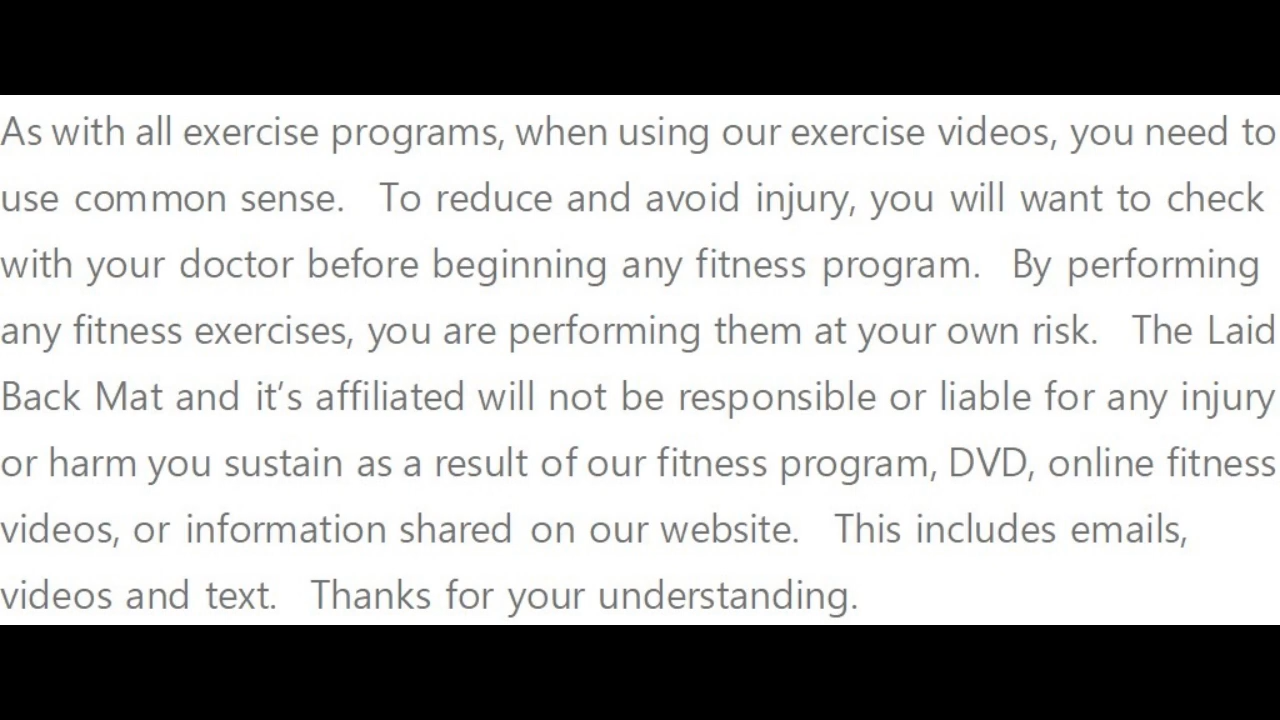 As with all exercise programs, when using our exercise videos, you need to
use common sense.   To reduce and avoid injury, you will want to check
with your doctor before beginning any fitness program.   By performing
any fitness exercises, you are performing them at your own risk.   The Laid
Back Mat and it’s affiliated will not be responsible or liable for any injury
or harm you sustain as a result of our fitness program, DVD, online fitness
videos, or information shared on our website.   This includes emails,
videos and text.   Thanks for your understanding.